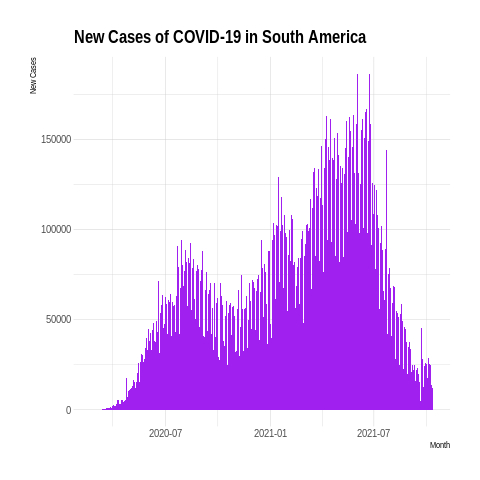 New Cases of COVID-19 in South America
New Cases
150000
100000
50000
0
2020-07
2021-01
2021-07
Month